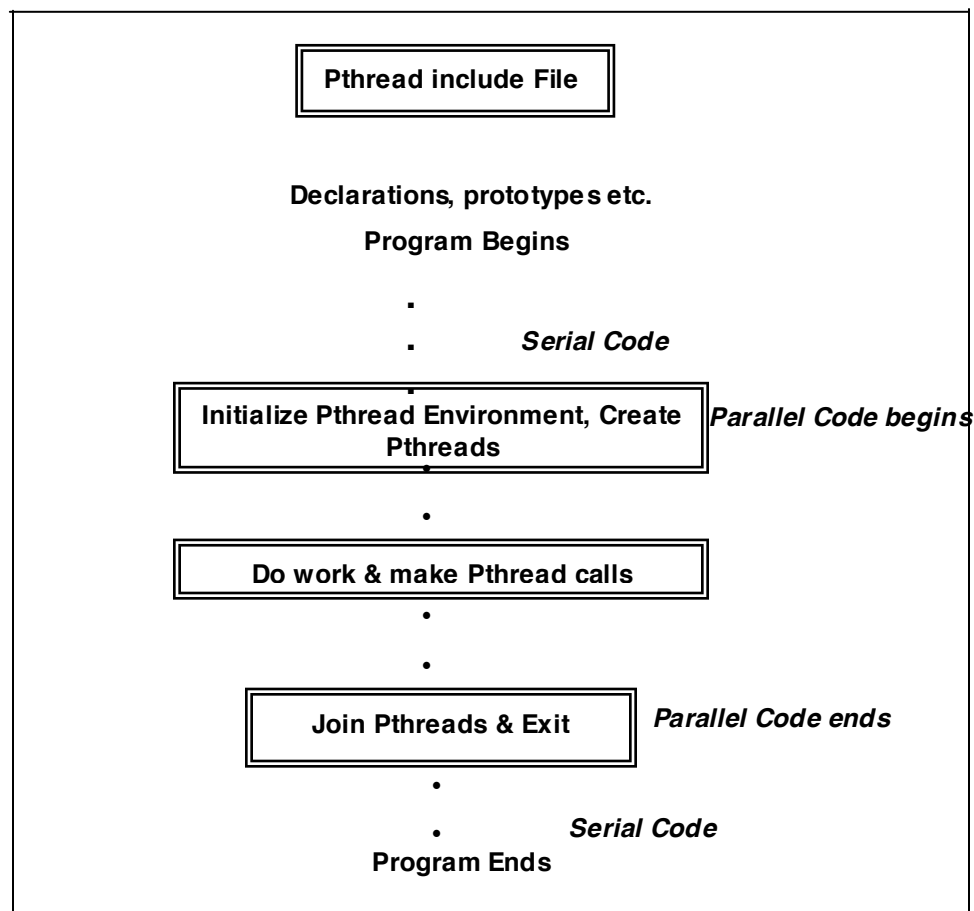 Pthread include File
Declarations, prototypes etc.
Program Begins
Serial Code
Initialize Pthread Environment, Create
Pthreads
Parallel Code begins
Do work & make Pthread calls
Join Pthreads & Exit
Parallel Code ends
Serial Code
Program Ends